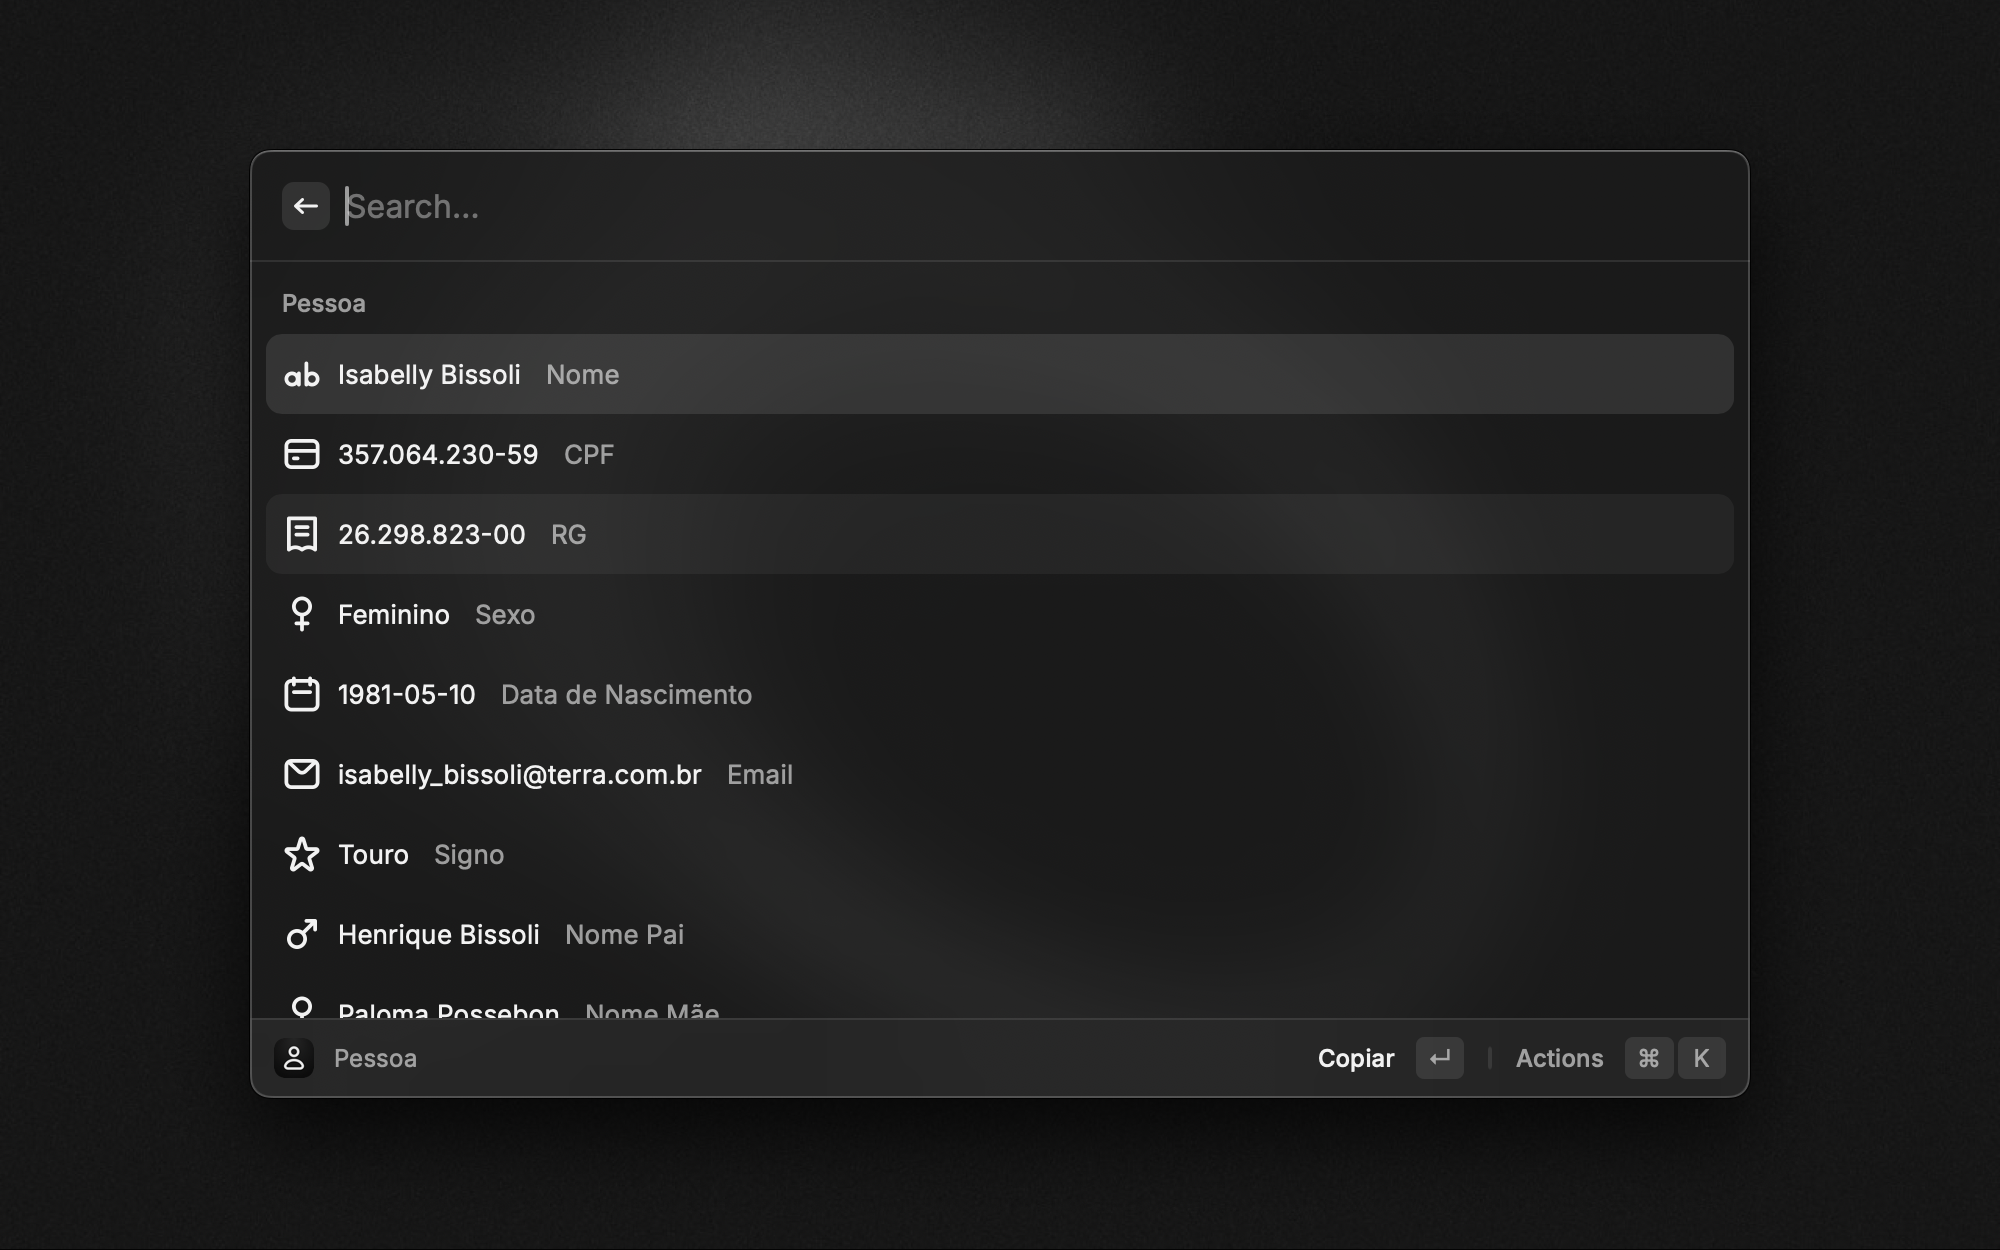 Search...
Pessoa
Isabelly Bissoli Nome
357.064.230-59 CPF
26.298.823-00 RG
Feminino Sexo
1981-05-10 Data de Nascimento
isabelly_bissoli@terra.com.br Email
Touro Signo
Henrique Bissoli Nome Pai
Paloma Possebon Nome Mãe
Pessoa Copiar ↵ Actions ⌘ K